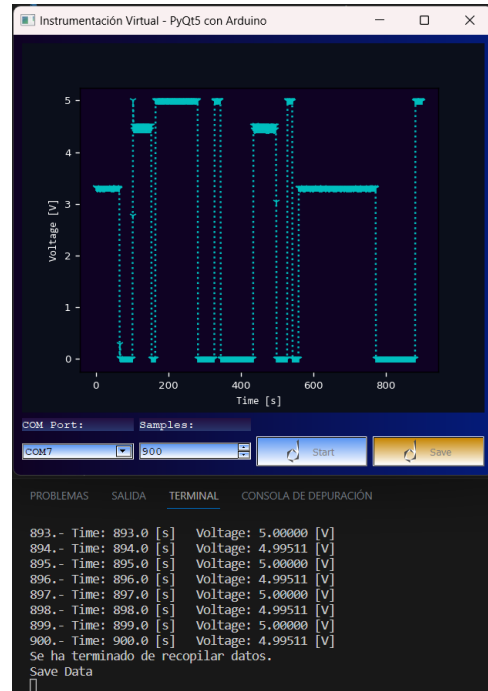 Instrumentación Virtual - PyQt5 con Arduino
5
4
3
2
1
0
Voltage [V]
0 200 400 600 800
Time [s]
COM Port: Samples:
COM7 900 Start Save
PROBLEMAS SALIDA TERMINAL CONSOLA DE DEPURACIÓN
893.- Time: 893.0 [s] Voltage: 5.00000 [V]
894.- Time: 894.0 [s] Voltage: 4.99511 [V]
895.- Time: 895.0 [s] Voltage: 5.00000 [V]
896.- Time: 896.0 [s] Voltage: 4.99511 [V]
897.- Time: 897.0 [s] Voltage: 5.00000 [V]
898.- Time: 898.0 [s] Voltage: 4.99511 [V]
899.- Time: 899.0 [s] Voltage: 5.00000 [V]
900.- Time: 900.0 [s] Voltage: 4.99511 [V]
Se ha terminado de recopilar datos.
Save Data